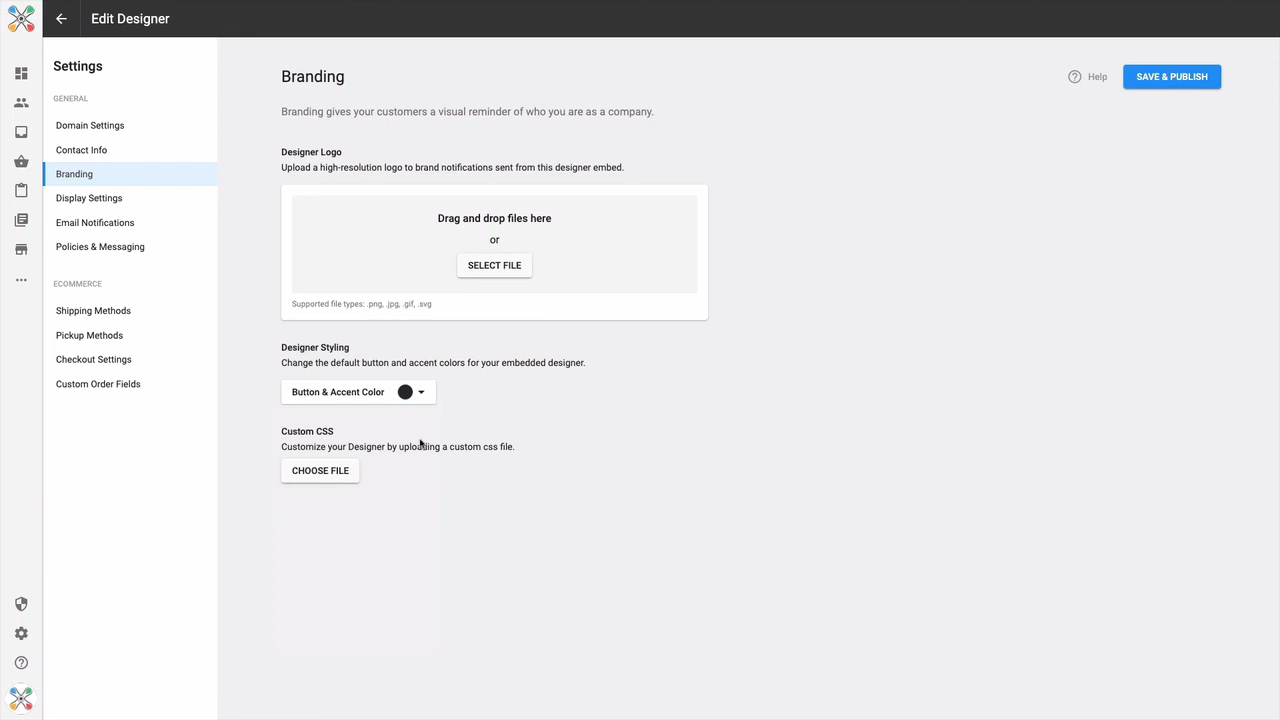 Edit Designer
Settings
GENERAL
Domain Settings
Contact Info
Branding
Display Settings
Email Notifications
Policies & Messaging
ECOMMERCE
Shipping Methods
Pickup Methods
Checkout Settings
Custom Order Fields
Branding
Help
SAVE & PUBLISH
Branding gives your customers a visual reminder of who you are as a company.
Designer Logo
Upload a high-resolution logo to brand notifications sent from this designer embed.
Drag and drop files here
or
SELECT FILE
Supported file types: .png, .jpg, .gif, .svg
Designer Styling
Change the default button and accent colors for your embedded designer.
Button & Accent Color
Custom CSS
Customize your Designer by uploading a custom css file.
CHOOSE FILE